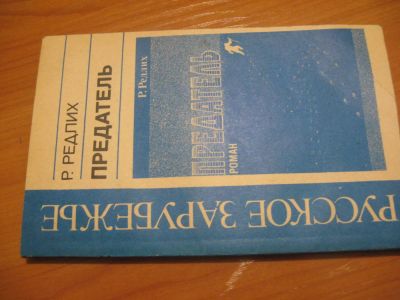 Р. РЕДЛИХ
ПРЕДАТЕЛЬ
Р. Редлих
ПРЕДАТЕЛЬ
РОМАН
РУССКОЕ ЗАРУБЕЖЬЕ